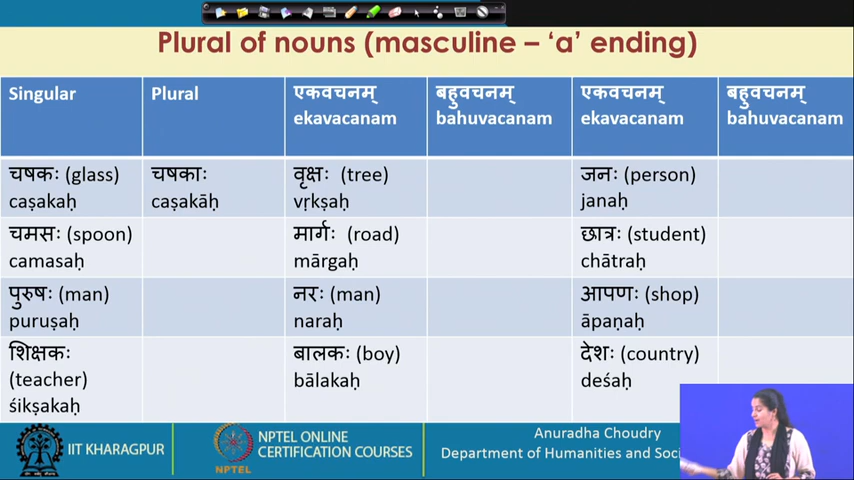 Plural of nouns (masculine – ‘a’ ending)
Singular
Plural
एकवचनम्
ekavacanam
बहुवचनम्
bahuvacanam
एकवचनम्
ekavacanam
बहुवचनम्
bahuvacanam
चषकः (glass)
caṣakaḥ
चषकाः
caṣakāḥ
वृक्षः (tree)
vṛkṣaḥ
जनः (person)
janaḥ
चमसः (spoon)
camasaḥ
मार्गः (road)
mārgaḥ
छात्रः (student)
chātraḥ
पुरुषः (man)
puruṣaḥ
नरः (man)
naraḥ
आपणः (shop)
āpaṇaḥ
शिक्षकः
(teacher)
śikṣakaḥ
बालकः (boy)
bālakaḥ
देशः (country)
deśaḥ
IIT KHARAGPUR
NPTEL
NPTEL ONLINE
CERTIFICATION COURSES
Anuradha Choudry
Department of Humanities and Soci